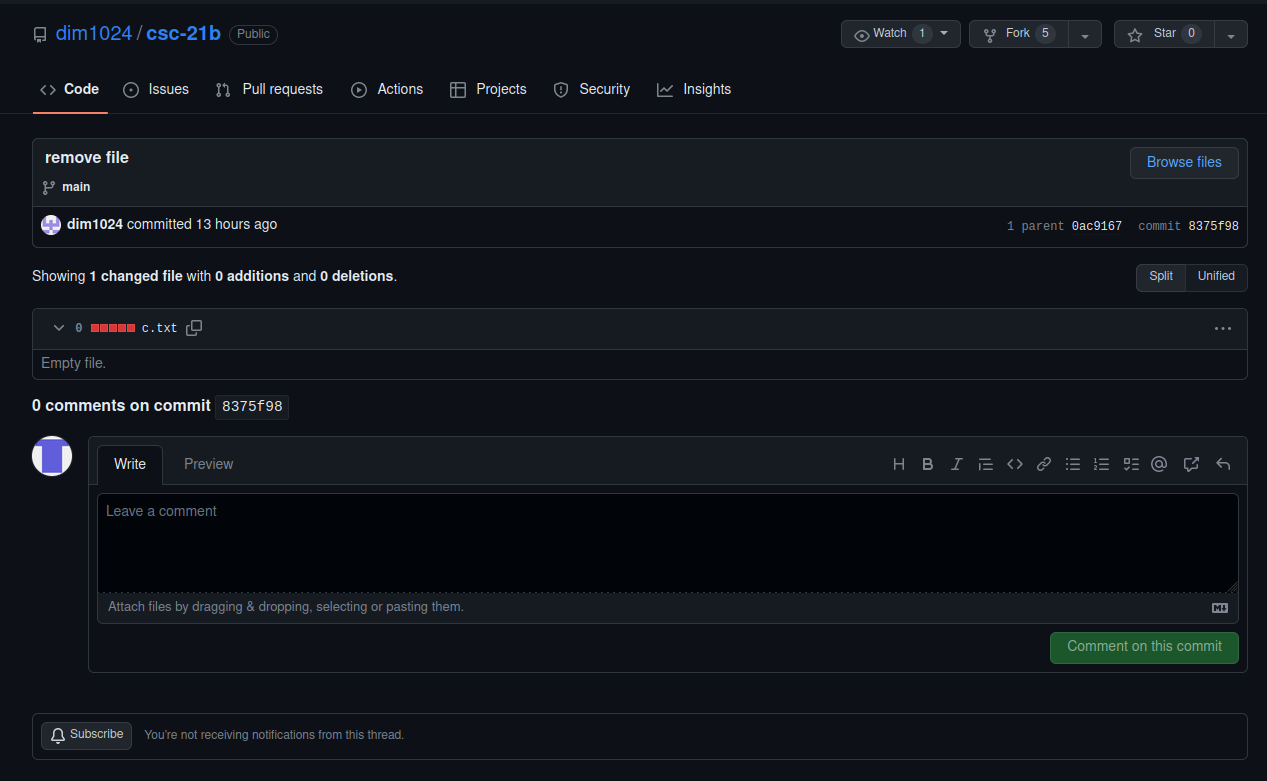 dim1024 / csc-21b Public Watch 1 Fork 5 Star 0
Code Issues Pull requests Actions Projects Security Insights
remove file
Browse files
main
dim1024 committed 13 hours ago 1 parent 0ac9167 commit 8375f98
Showing 1 changed file with 0 additions and 0 deletions. Split Unified
0 c.txt
Empty file.
0 comments on commit 8375f98
Write Preview
Leave a comment
Attach files by dragging & dropping, selecting or pasting them.
Comment on this commit
Subscribe You're not receiving notifications from this thread.